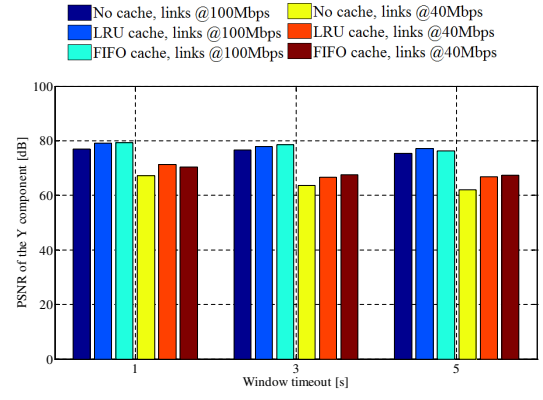 No cache, links @100Mbps No cache, links @40Mbps
LRU cache, links @100Mbps LRU cache, links @40Mbps
FIFO cache, links @100Mbps FIFO cache, links @40Mbps
100
80
60
40
20
0
PSNR of the Y component [dB]
1 3 5
Window timeout [s]